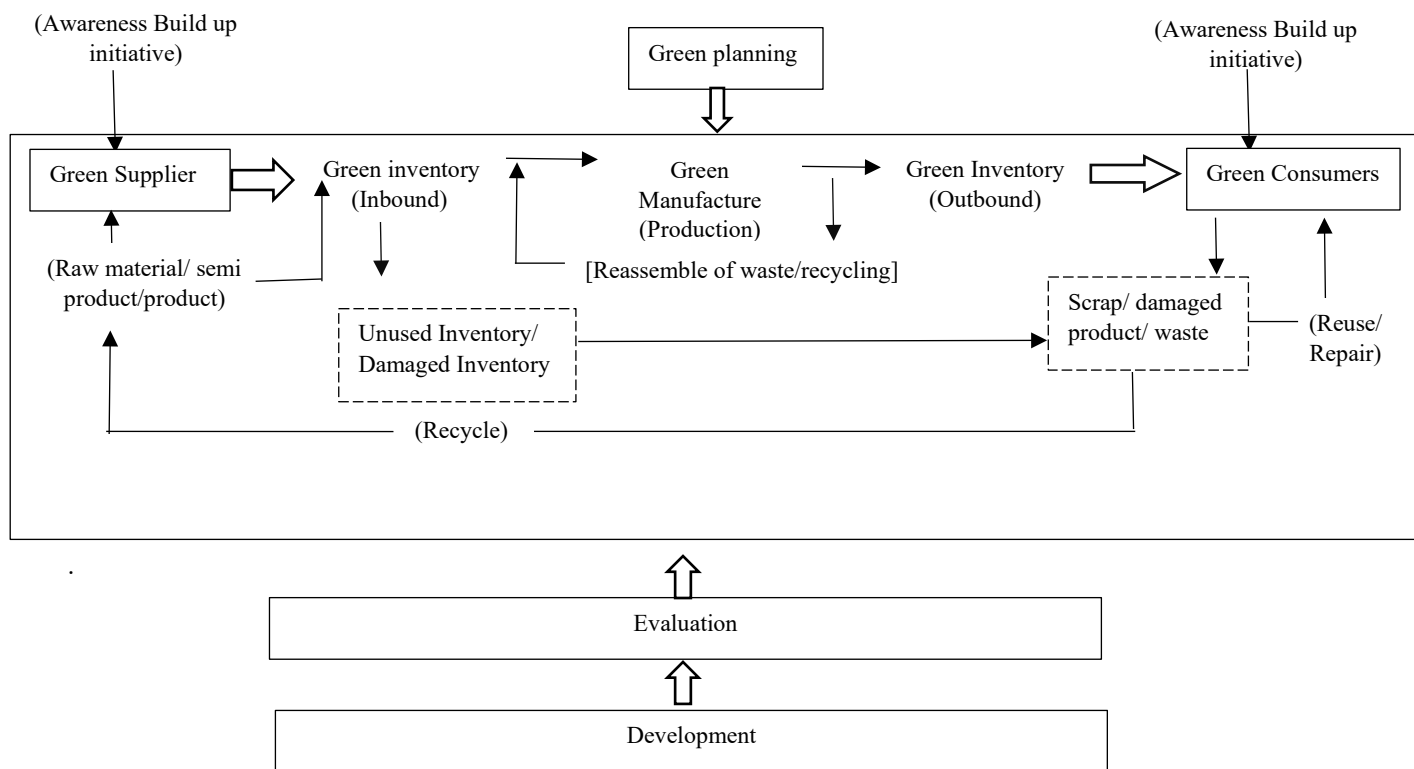 (Awareness Build up
initiative)
Green planning
(Awareness Build up
initiative)
Green Supplier
Green inventory
(Inbound)
Green
Manufacture
(Production)
Green Inventory
(Outbound)
Green Consumers
(Raw material/ semi
product/product)
[Reassemble of waste/recycling]
Unused Inventory/
Damaged Inventory
Scrap/ damaged
product/ waste
(Reuse/
Repair)
(Recycle)
.
Evaluation
Development